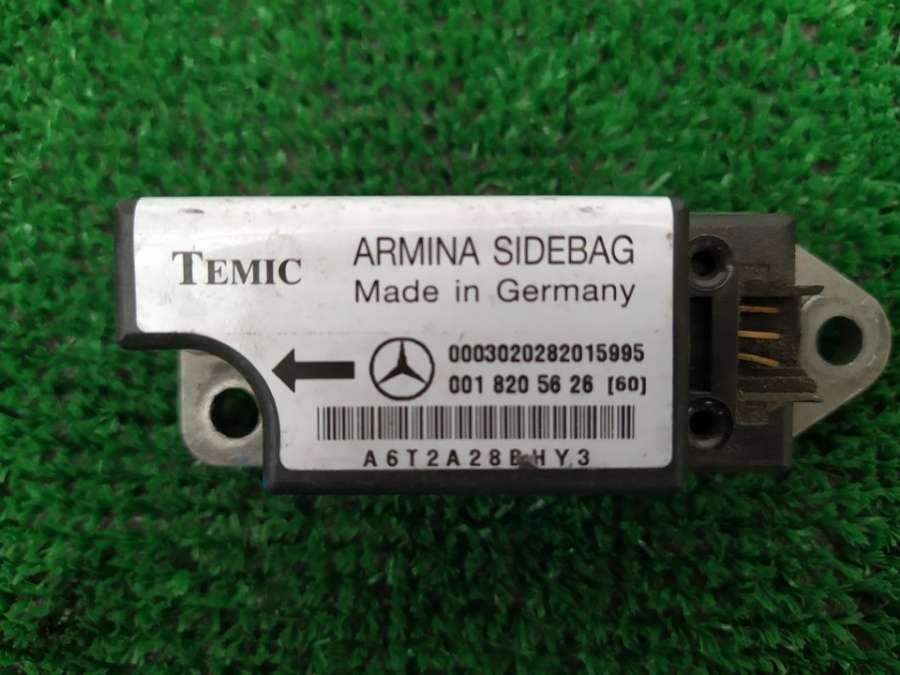 TEMIC
ARMINA SIDEBAG
Made in Germany
0003020282015995
001 820 56 26 [60]
A6T2A28BHY3